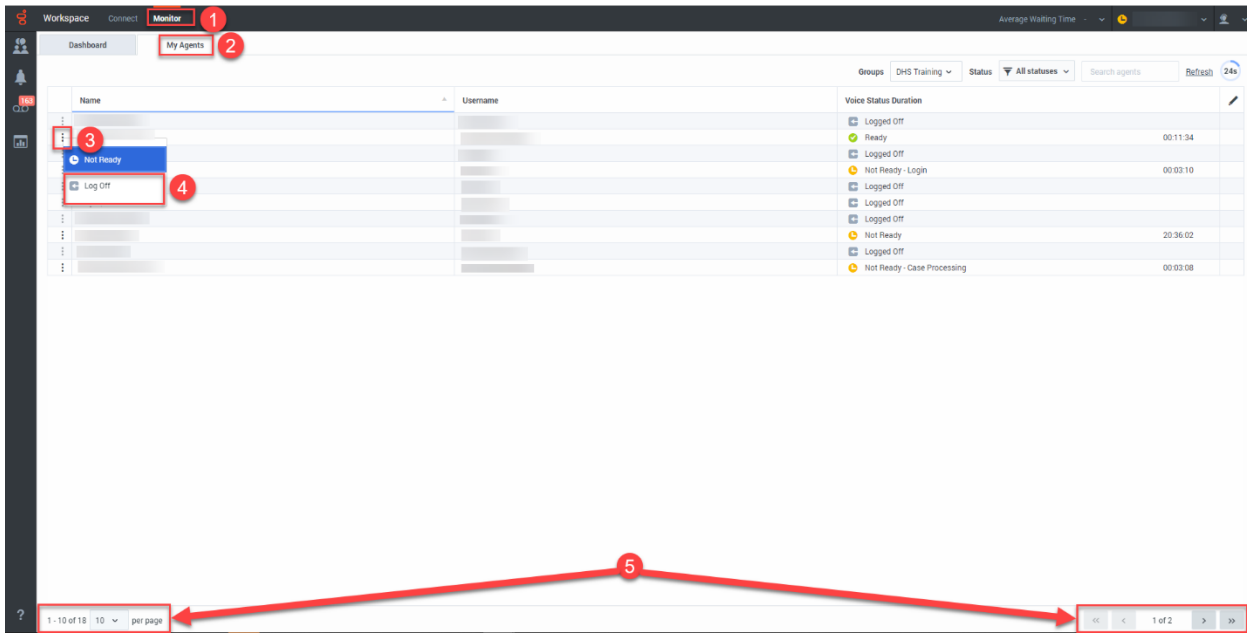 Workspace Connect Monitor 1 Average Waiting Time -
Dashboard My Agents 2
Groups DHS Training Status All statuses Search agents Refresh 24s
163
Name Username Voice Status Duration
Logged Off
3 Ready 00:11:34
Not Ready Logged Off
Not Ready - Login 00:03:10
Log Off 4 Logged Off
Logged Off
Logged Off
Not Ready 20:36:02
Logged Off
Not Ready - Case Processing 00:03:08
5
? 1 - 10 of 18 10 per page << < 1 of 2 > >>